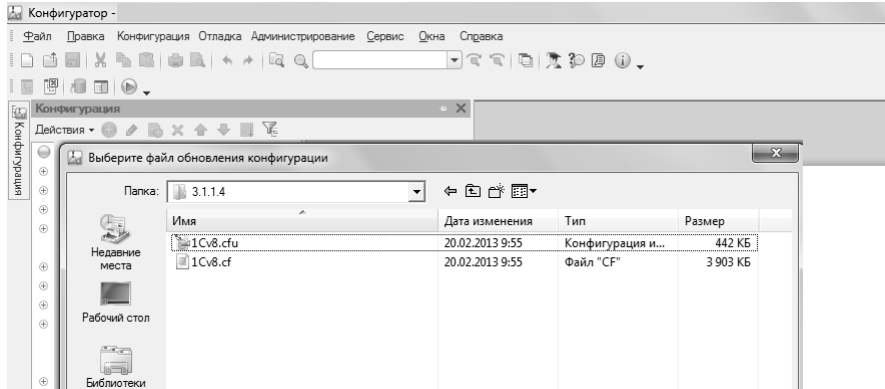 Конфигуратор -
Файл Правка Конфигурация Отладка Администрирование Сервис Окна Справка
Конфигурация
Действия
Конфигурация
Выберите файл обновления конфигурации
Папка: 3.1.1.4
Имя Дата изменения Тип Размер
1Cv8.cfu 20.02.2013 9:55 Конфигурация и... 442 КБ
1Cv8.cf 20.02.2013 9:55 Файл "CF" 3 903 КБ
Недавние
места
Рабочий стол
Библиотеки